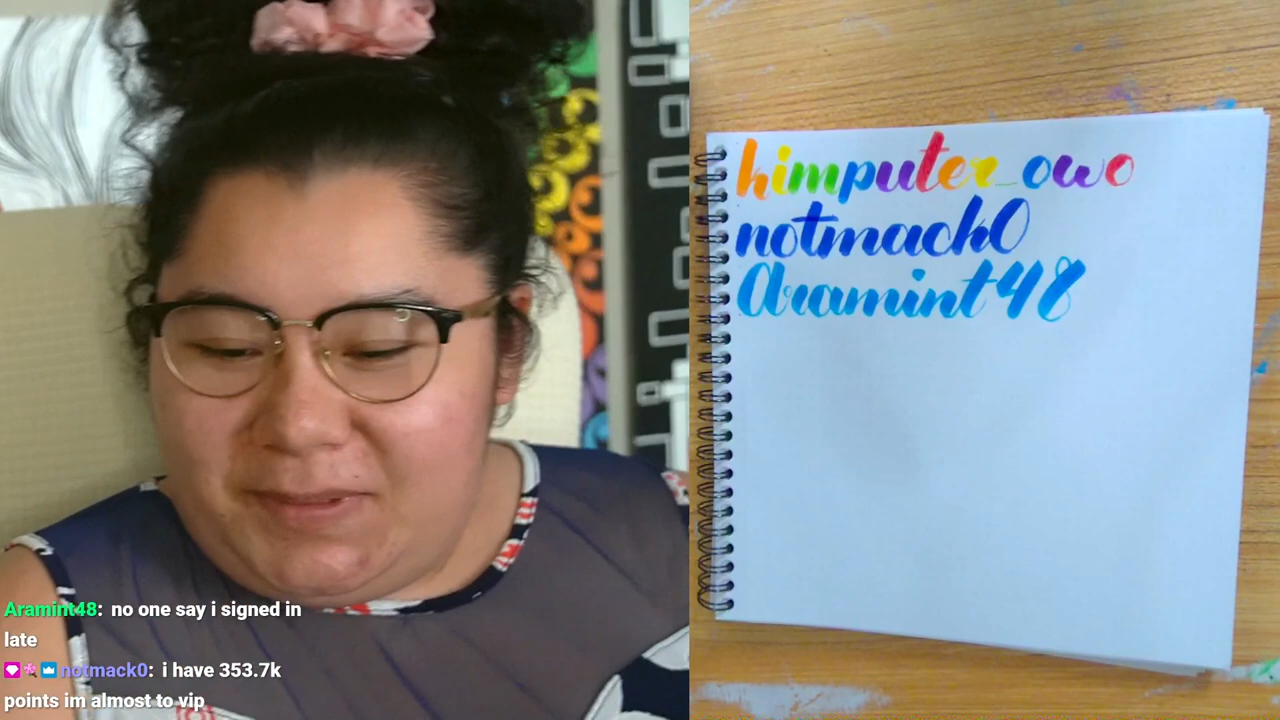 himputer_owo
notmack0
Aramint48
Aramint48: no one say i signed in
late
notmack0: i have 353.7k
points im almost to vip